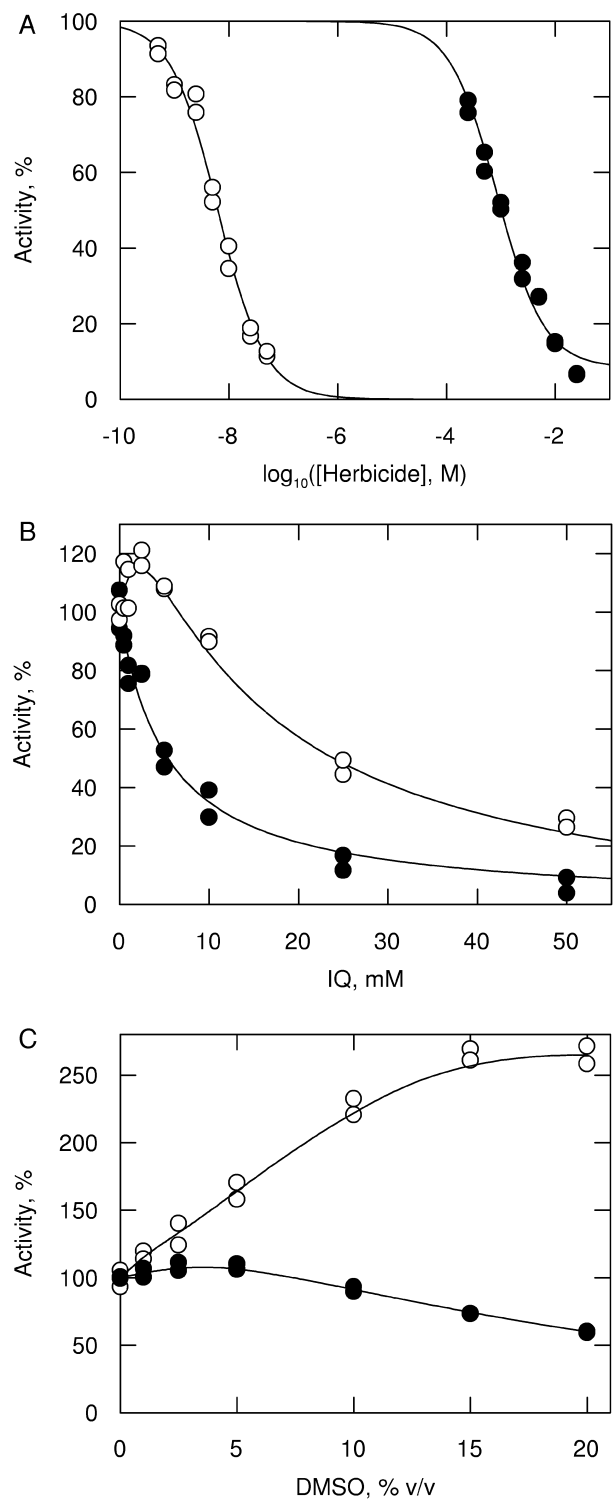 A
100
80
60
40
20
0
Activity, %
-10 -8 -6 -4 -2
log10([Herbicide], M)
B
120
100
80
60
40
20
0
Activity, %
0 10 20 30 40 50
IQ, mM
C
250
200
150
100
50
0
Activity, %
0 5 10 15 20
DMSO, % v/v